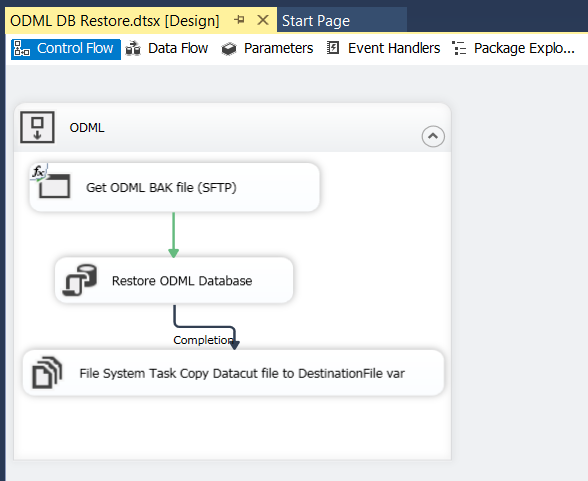 ODML DB Restore.dtsx [Design] Start Page
Control Flow Data Flow Parameters Event Handlers Package Explo...
ODML
fx
Get ODML BAK file (SFTP)
Restore ODML Database
Completion
File System Task Copy Datacut file to DestinationFile var